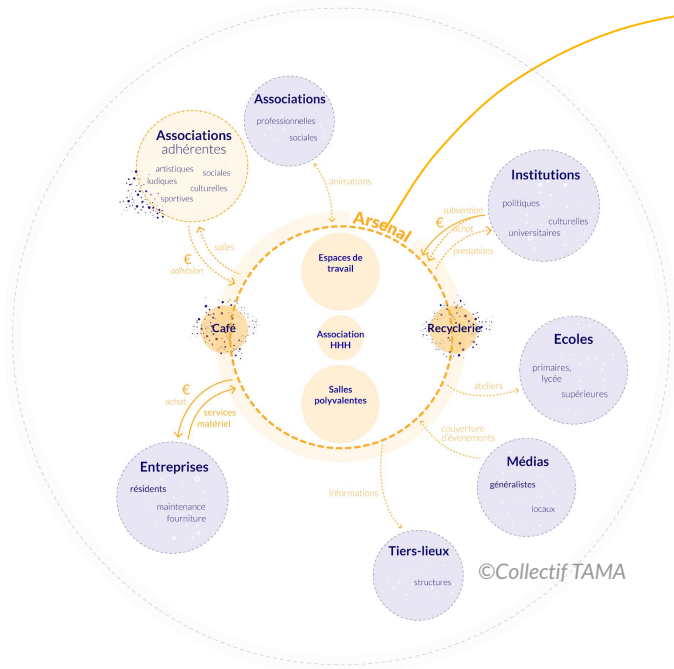 Associations
professionnelles
sociales
Associations
adhérentes
artistiques
sociales
ludiques
culturelles
sportives
animations
Institutions
politiques
culturelles
universitaires
subvention
€
achat
prestations
Arsenal
salles
€
adhésion
Espaces de
travail
Café
Association
HHH
Recyclerie
Salles
polyvalentes
Ecoles
primaires,
lycée
supérieures
ateliers
€
achat
services
matériel
couverture
d'événements
Entreprises
résidents
maintenance
fourniture
Médias
généralistes
locaux
informations
Tiers-lieux
structures
©Collectif TAMA